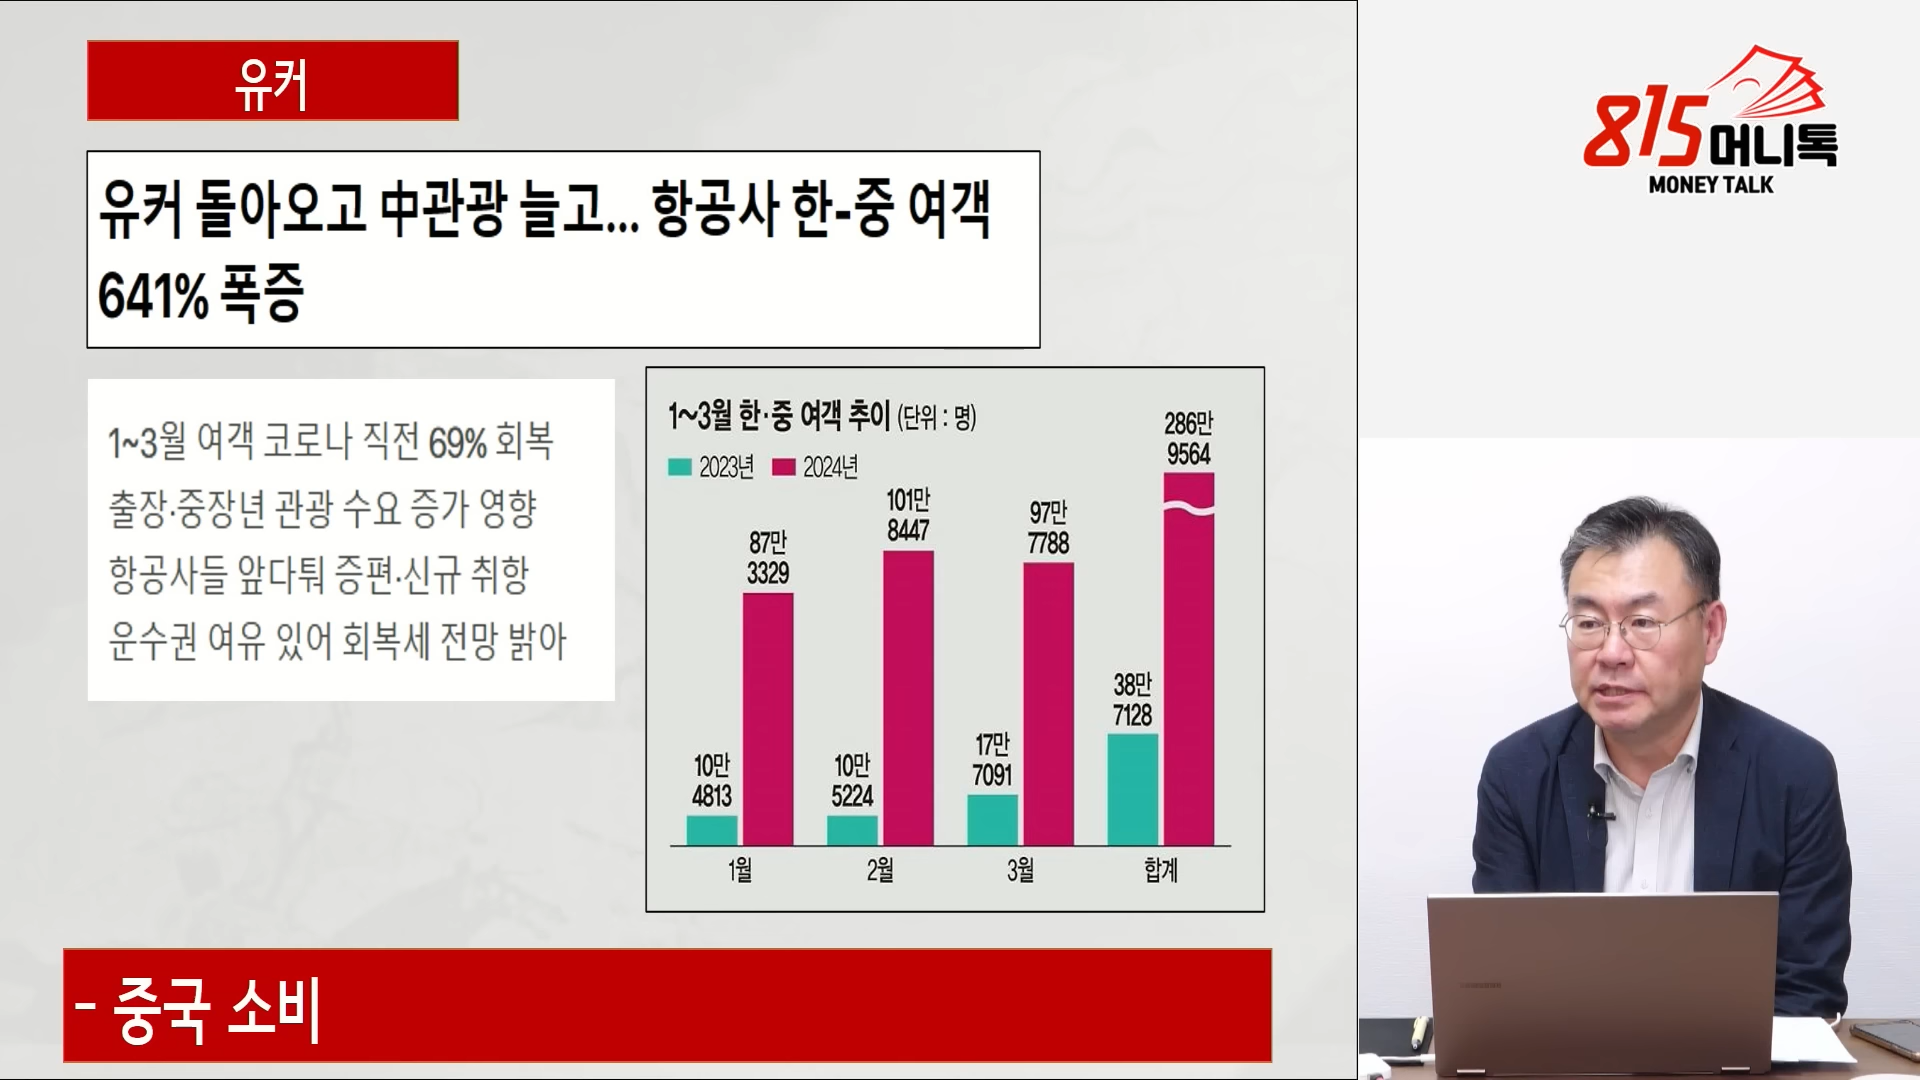 유커
유커 돌아오고 中관광 늘고... 항공사 한-중 여객
641% 폭증
1~3월 여객 코로나 직전 69% 회복
출장·중장년 관광 수요 증가 영향
항공사들 앞다퉈 증편·신규 취항
운수권 여유 있어 회복세 전망 밝아
1~3월 한·중 여객 추이 (단위 : 명)
2023년 2024년
10만
4813
87만
3329
10만
5224
101만
8447
17만
7091
97만
7788
38만
7128
286만
9564
1월 2월 3월 합계
- 중국 소비
815머니톡
MONEY TALK
SAMSUNG